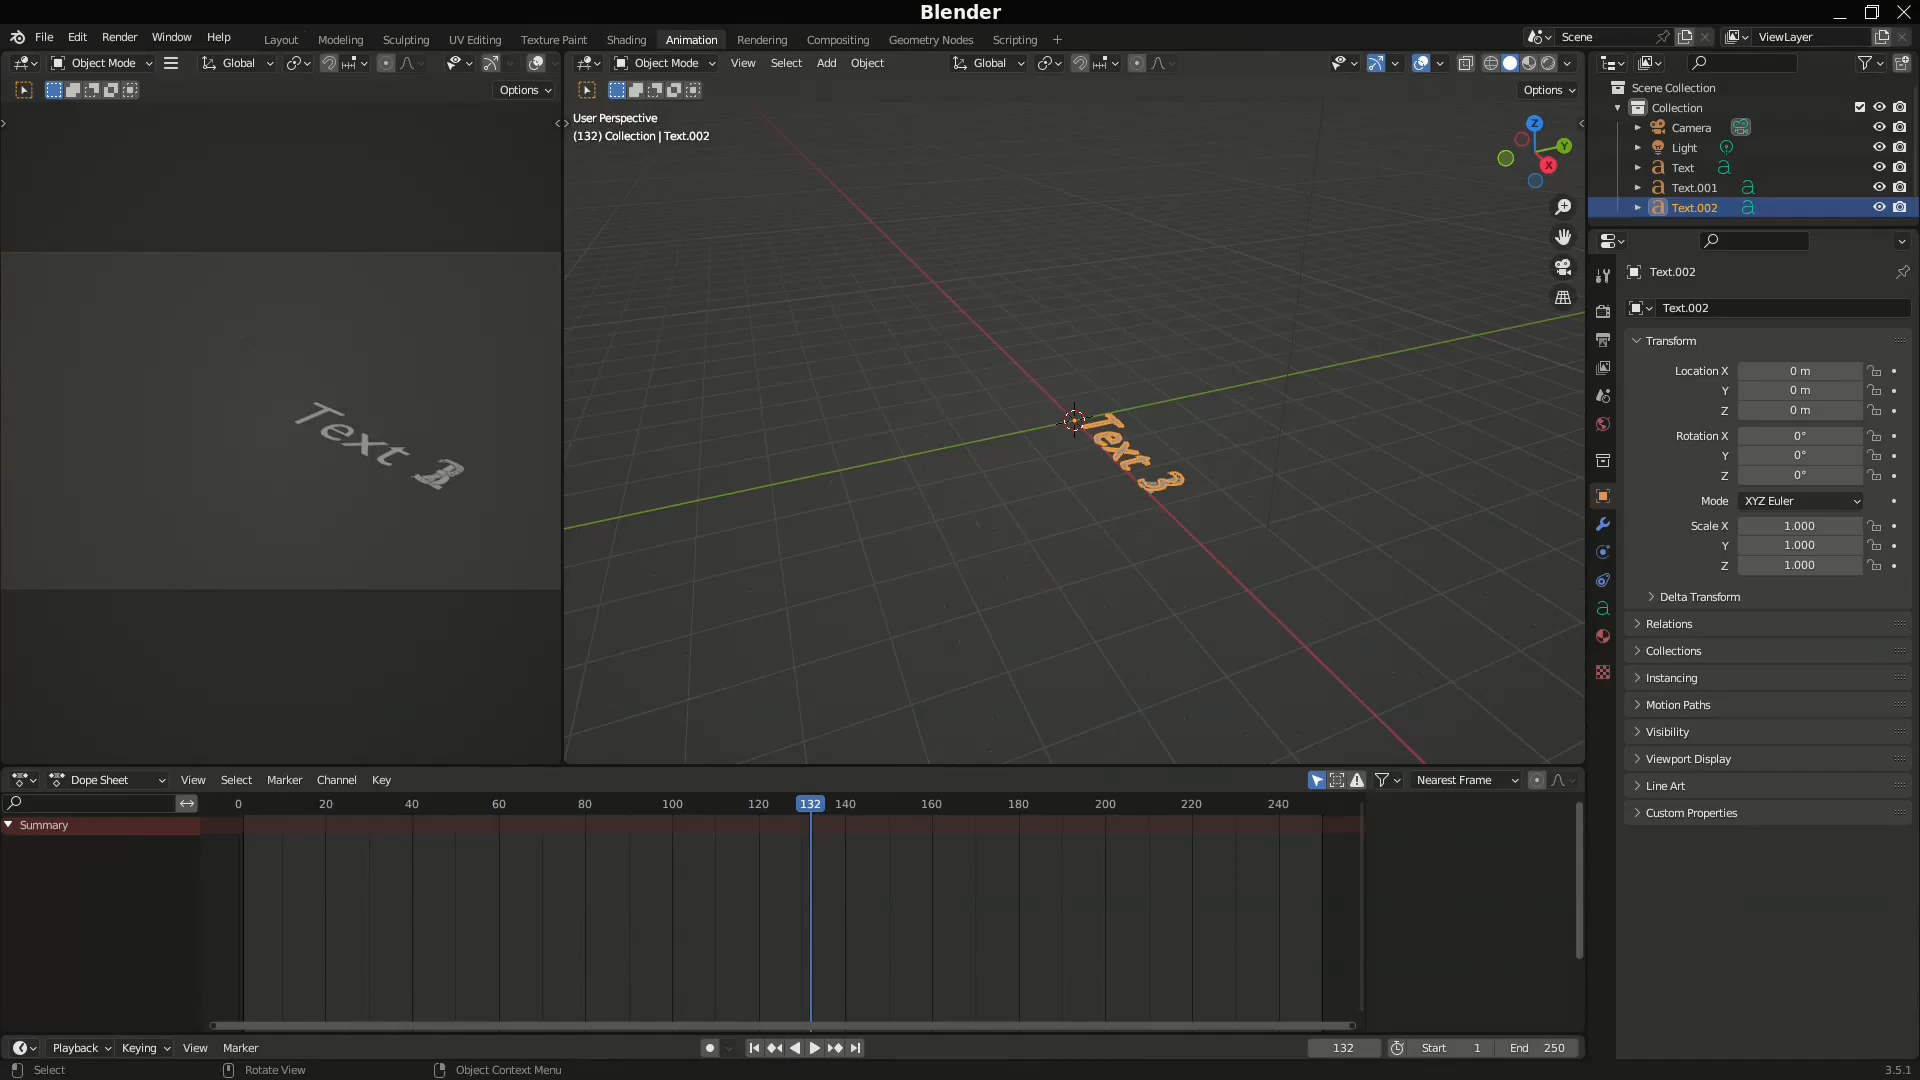 Blender
File Edit Render Window Help
Layout Modeling Sculpting UV Editing Texture Paint Shading Animation Rendering Compositing Geometry Nodes Scripting +
Scene
ViewLayer
Object Mode
Global
Options
Object Mode
View Select Add Object
Global
Options
User Perspective
(132) Collection | Text.002
Z
Y
X
Text 3
Scene Collection
Collection
Camera
Light
Text
Text.001
Text.002
Text.002
Text.002
Transform
Location X 0 m
Y 0 m
Z 0 m
Rotation X 0°
Y 0°
Z 0°
Mode XYZ Euler
Scale X 1.000
Y 1.000
Z 1.000
Delta Transform
Relations
Collections
Instancing
Motion Paths
Visibility
Viewport Display
Line Art
Custom Properties
Text
Dope Sheet
View Select Marker Channel Key
Nearest Frame
0 20 40 60 80 100 120 132 140 160 180 200 220 240
Summary
Playback Keying View Marker
132
Start 1 End 250
Select Rotate View Object Context Menu
3.5.1